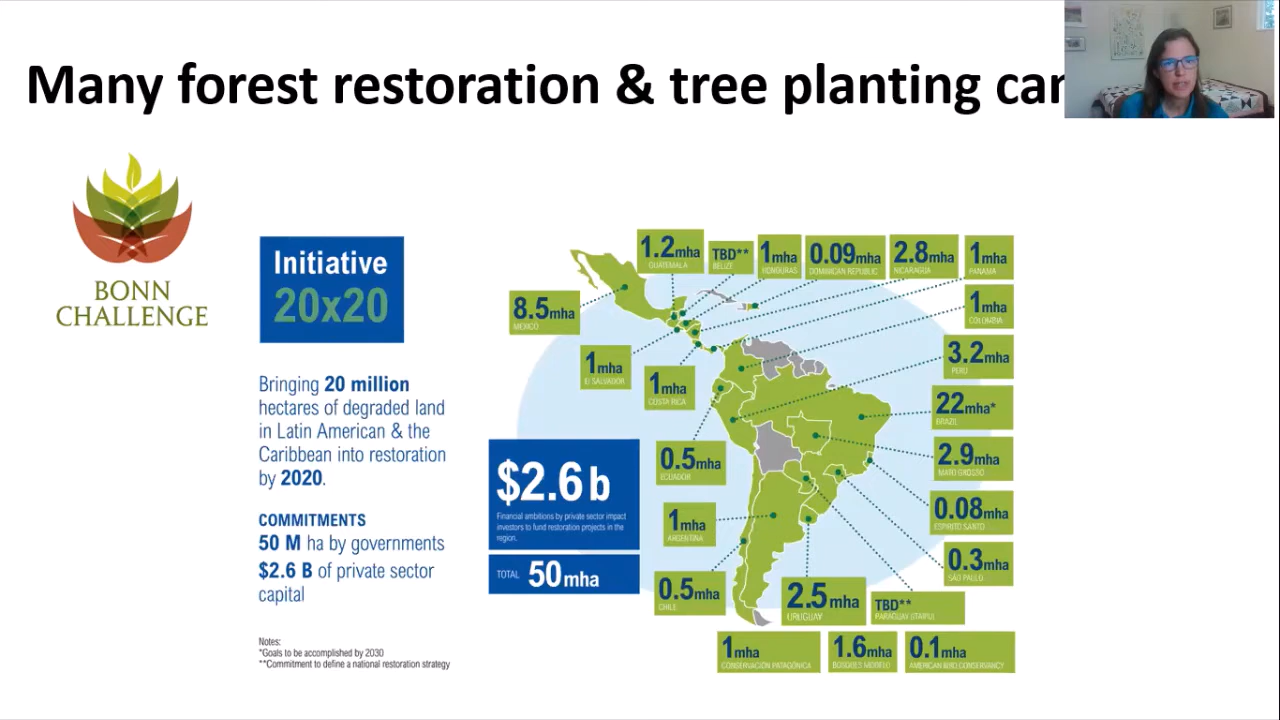 Many forest restoration & tree planting
BONN
CHALLENGE
Initiative
20x20
Bringing 20 million
hectares of degraded land
in Latin American & the
Caribbean into restoration
by 2020.
COMMITMENTS
50 M ha by governments
$2.6 B of private sector
capital
Notes:
*Goals to be accomplished by 2030
**Commitment to define a national restoration strategy
1.2mha
GUATEMALA
TBD**
BELIZE
1mha
HONDURAS
0.09mha
DOMINICAN REPUBLIC
2.8mha
NICARAGUA
1mha
PANAMA
8.5mha
MEXICO
1mha
COLOMBIA
1mha
EL SALVADOR
1mha
COSTA RICA
3.2mha
PERU
22mha*
BRAZIL
0.5mha
ECUADOR
2.9mha
MATO GROSSO
$2.6 b
Financial ambitions by private sector impact
investors to fund restoration projects in the
region.
TOTAL 50mha
1mha
ARGENTINA
0.08mha
ESPIRITO SANTO
0.3mha
SÃO PAULO
0.5mha
CHILE
2.5mha
URUGUAY
TBD**
PARAGUAY (ITAIPU)
1mha
CONSERVACIÓN PATAGÓNICA
1.6mha
BOSQUES MODELO
0.1mha
AMERICAN BIRD CONSERVANCY